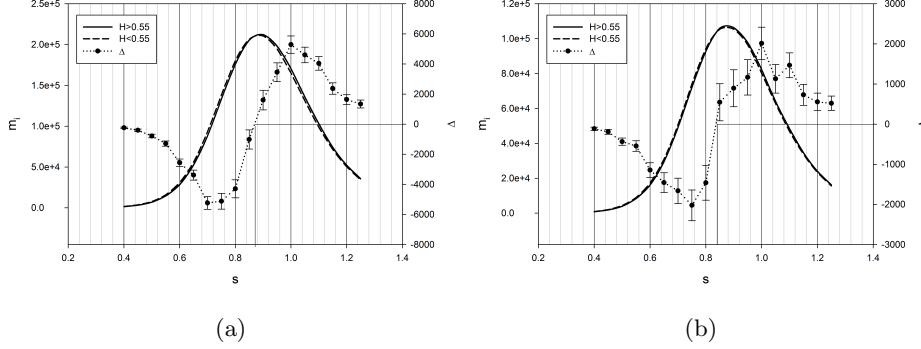 H>0.55
H<0.55
Δ
2.5e+5
2.0e+5
1.5e+5
1.0e+5
5.0e+4
0.0
m_i
8000
6000
4000
2000
0
-2000
-4000
-6000
-8000
Δ
0.2 0.4 0.6 0.8 1.0 1.2 1.4
s
(a)
H>0.55
H<0.55
Δ
1.2e+5
1.0e+5
8.0e+4
6.0e+4
4.0e+4
2.0e+4
0.0
m_i
3000
2000
1000
0
-1000
-2000
-3000
0.2 0.4 0.6 0.8 1.0 1.2 1.4
s
(b)